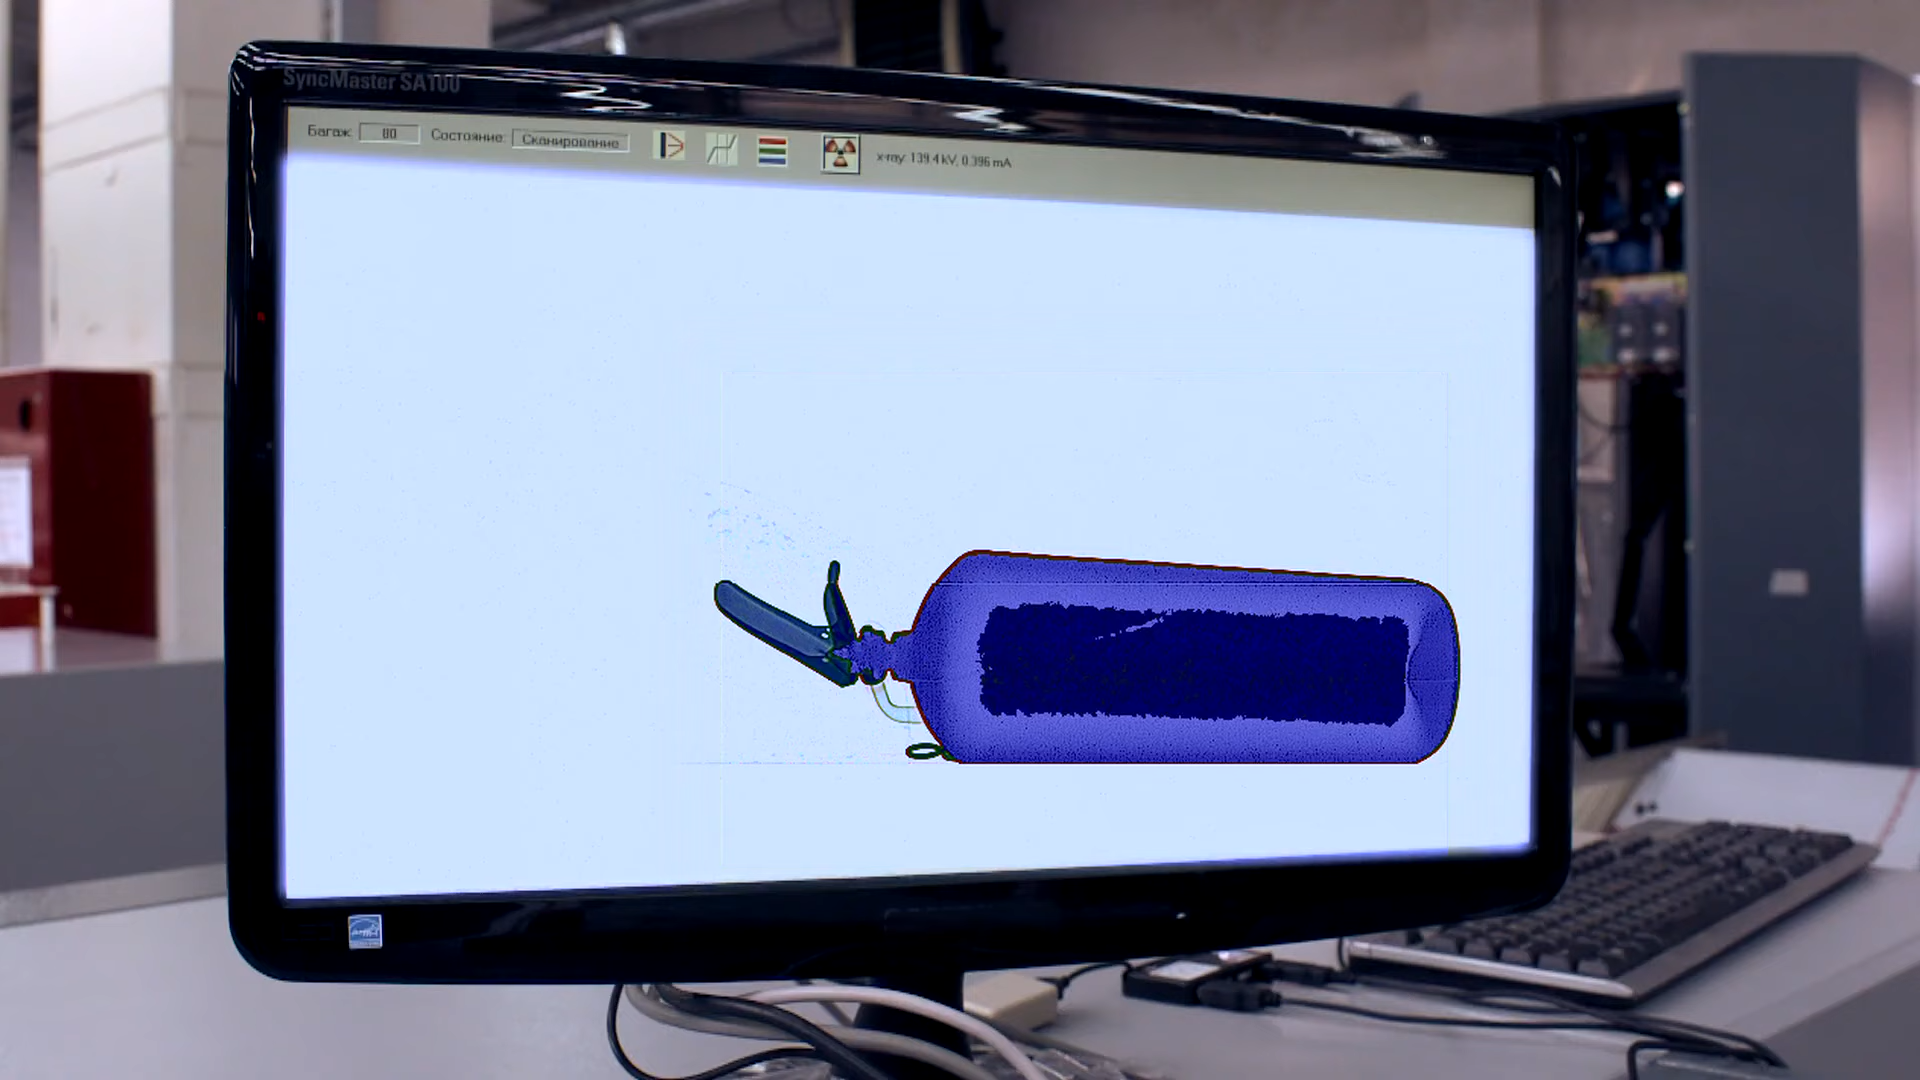 SyncMaster SA100
Багаж: 80 Состояние: Сканирование x-ray: 139.4 kV, 0.396 mA